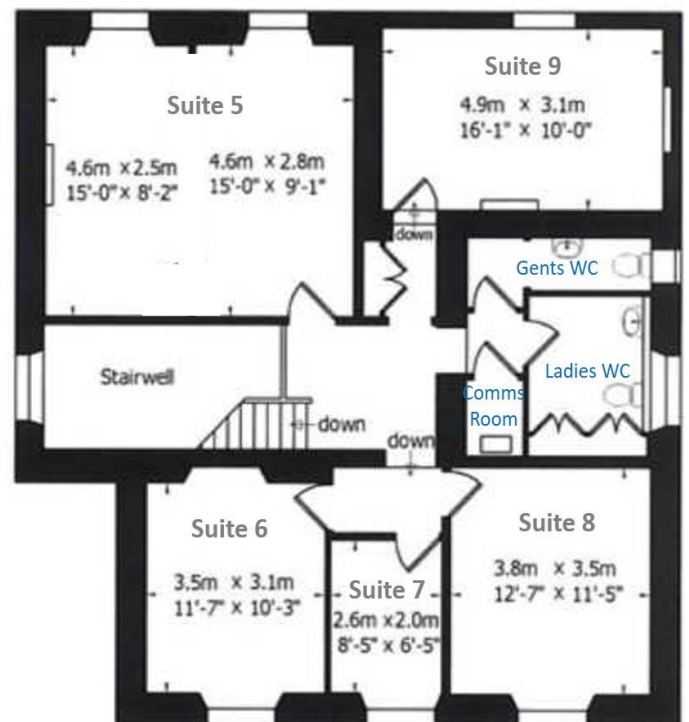 Suite 5
4.6m x 2.5m
15'-0" x 8'-2"
4.6m x 2.8m
15'-0" x 9'-1"
Suite 9
4.9m x 3.1m
16'-1" x 10'-0"
down
Gents WC
Stairwell
Ladies WC
Comms
Room
down
down
Suite 6
3.5m x 3.1m
11'-7" x 10'-3"
Suite 7
2.6m x 2.0m
8'-5" x 6'-5"
Suite 8
3.8m x 3.5m
12'-7" x 11'-5"